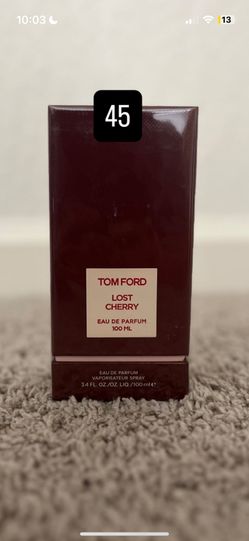 10:03
13
45
TOM FORD
LOST
CHERRY
EAU DE PARFUM
100 ML
EAU DE PARFUM
VAPORISATEUR SPRAY
3.4 FL. OZ./OZ. LIQ./100 ml ℮